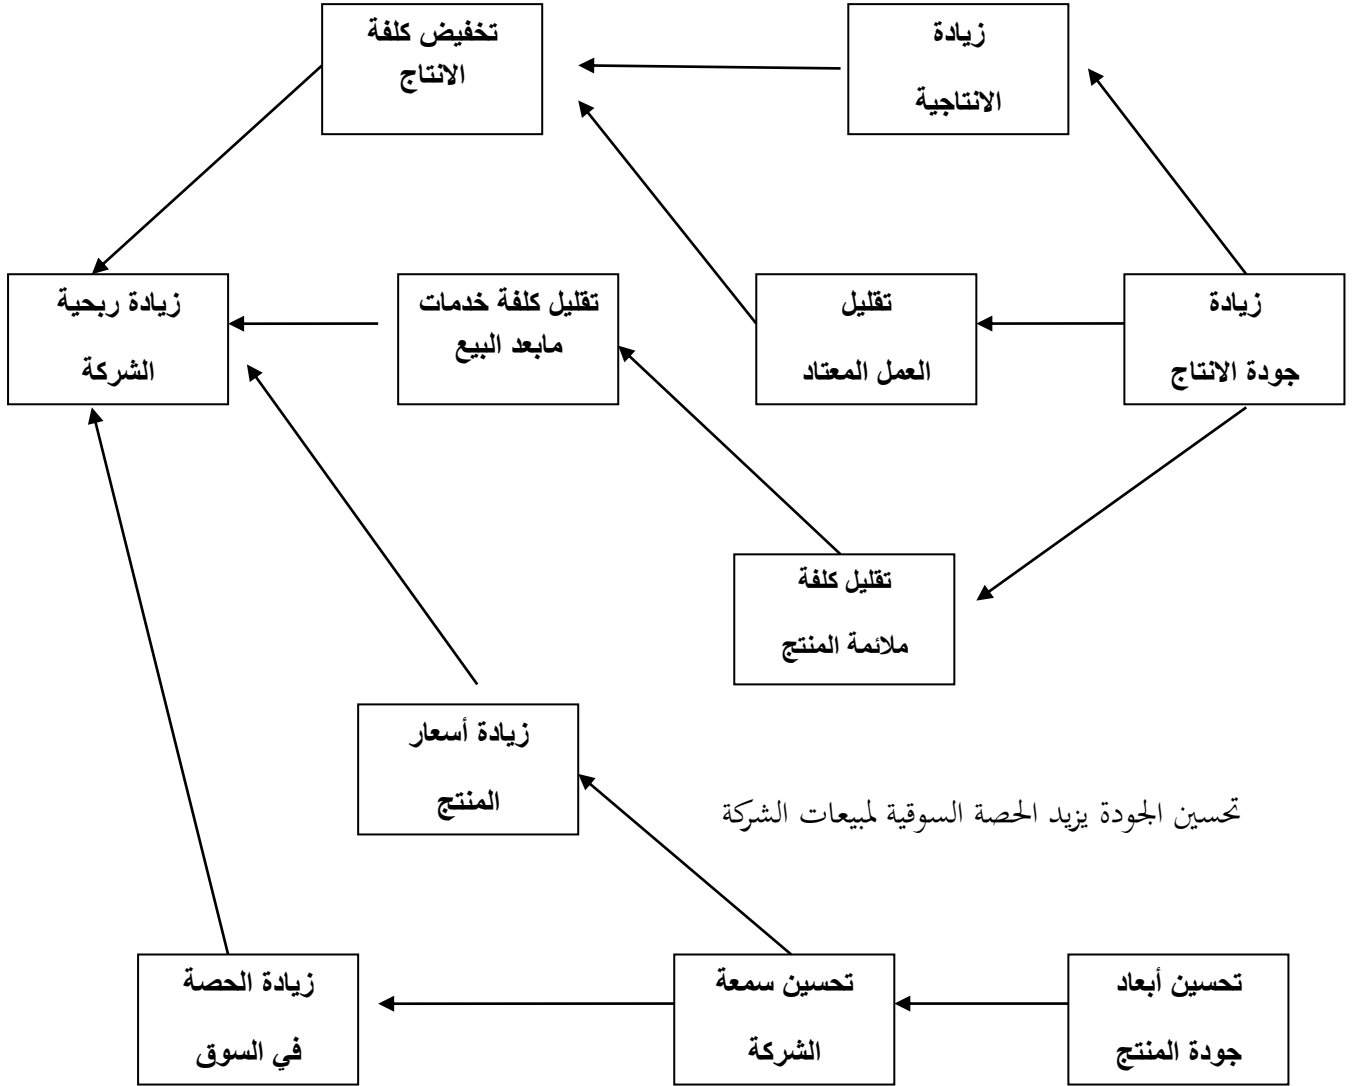 زيادة
الانتاجية
تخفيض كلفة
الانتاج
زيادة
جودة الانتاج
تقليل
العمل المعتاد
تقليل كلفة خدمات
مابعد البيع
زيادة ربحية
الشركة
تقليل كلفة
ملائمة المنتج
زيادة أسعار
المنتج
تحسين الجودة يزيد الحصة السوقية لمبيعات الشركة
تحسين أبعاد
جودة المنتج
تحسين سمعة
الشركة
زيادة الحصة
في السوق